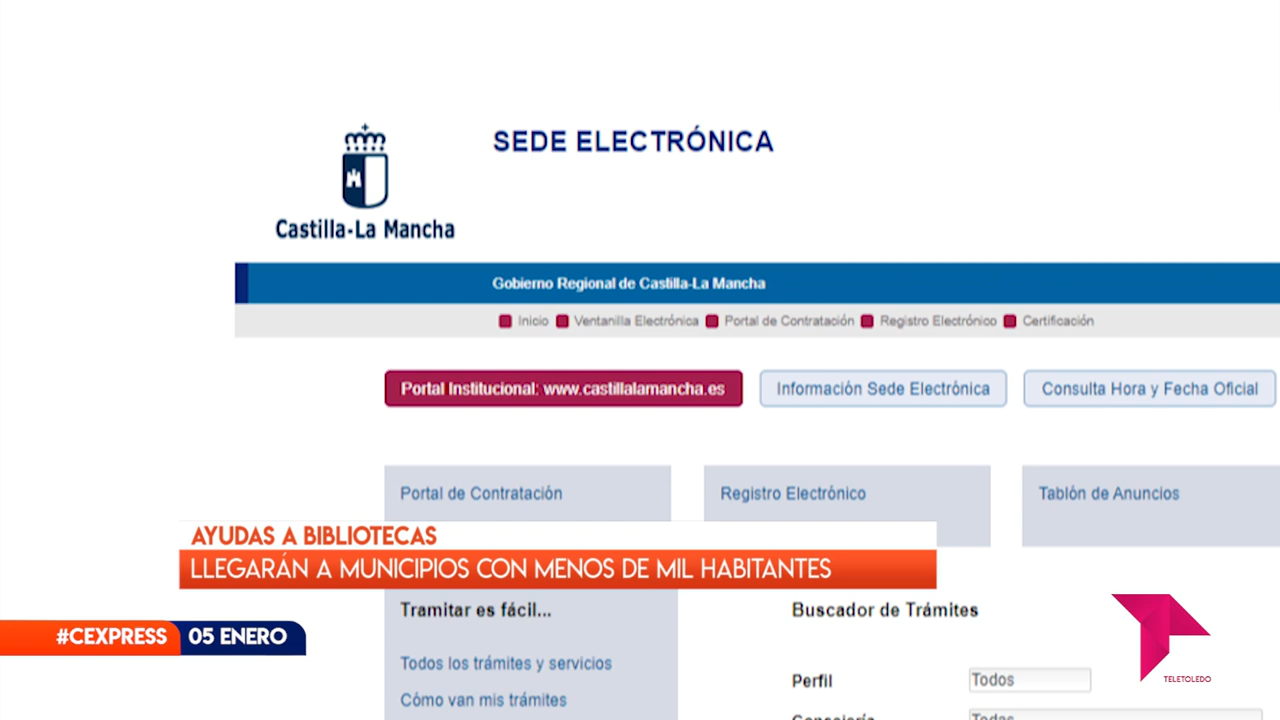 SEDE ELECTRÓNICA
Castilla-La Mancha
Gobierno Regional de Castilla-La Mancha
Inicio Ventanilla Electrónica Portal de Contratación Registro Electrónico Certificación
Portal Institucional: www.castillalamancha.es Información Sede Electrónica Consulta Hora y Fecha Oficial
Portal de Contratación Registro Electrónico Tablón de Anuncios
AYUDAS A BIBLIOTECAS
LLEGARÁN A MUNICIPIOS CON MENOS DE MIL HABITANTES
Tramitar es fácil... Buscador de Trámites
#CEXPRESS 05 ENERO
Todos los trámites y servicios
Perfil Todos
TELETOLEDO
Cómo van mis trámites
Consejería Todas